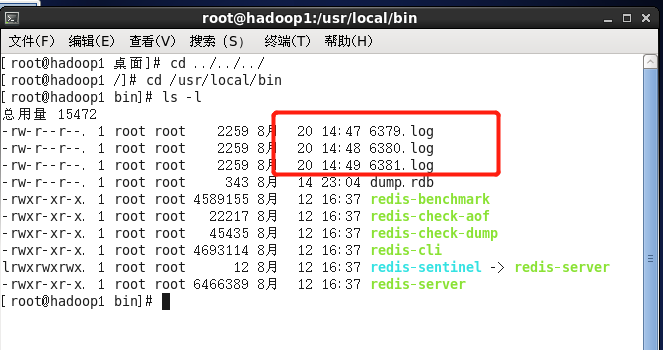 root@hadoop1:/usr/local/bin
文件(F) 编辑(E) 查看(V) 搜索 (S) 终端(T) 帮助(H)
[root@hadoop1 桌面]# cd ../../../
[root@hadoop1 /]# cd /usr/local/bin
[root@hadoop1 bin]# ls -l
总用量 15472
-rw-r--r--. 1 root root 2259 8月 20 14:47 6379.log
-rw-r--r--. 1 root root 2259 8月 20 14:48 6380.log
-rw-r--r--. 1 root root 2259 8月 20 14:49 6381.log
-rw-r--r--. 1 root root 343 8月 14 23:04 dump.rdb
-rwxr-xr-x. 1 root root 4589155 8月 12 16:37 redis-benchmark
-rwxr-xr-x. 1 root root 22217 8月 12 16:37 redis-check-aof
-rwxr-xr-x. 1 root root 45435 8月 12 16:37 redis-check-dump
-rwxr-xr-x. 1 root root 4693114 8月 12 16:37 redis-cli
lrwxrwxrwx. 1 root root 12 8月 12 16:37 redis-sentinel -> redis-server
-rwxr-xr-x. 1 root root 6466389 8月 12 16:37 redis-server
[root@hadoop1 bin]#